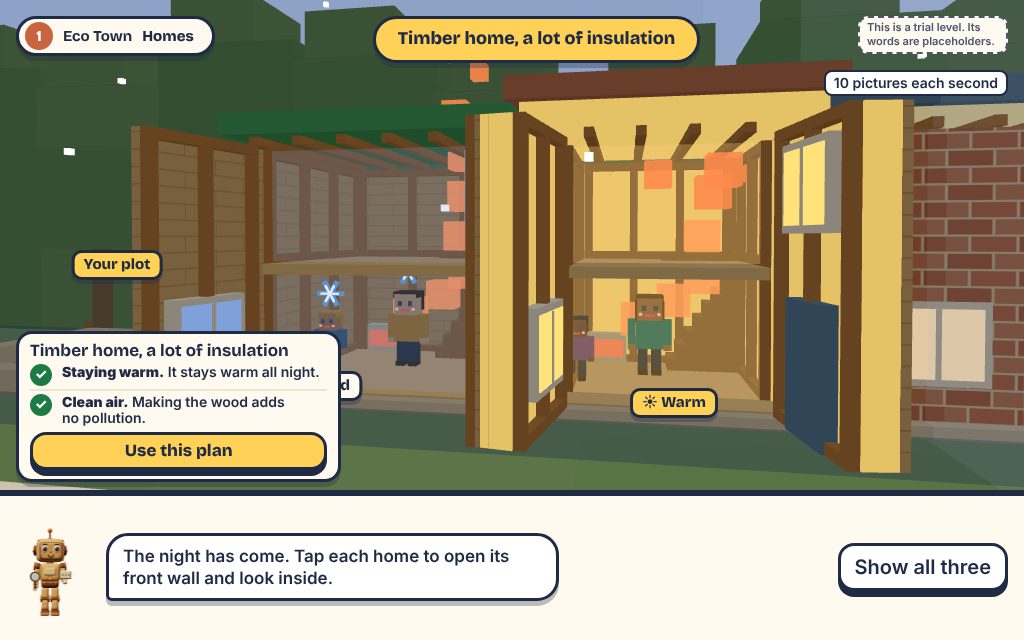 1 Eco Town Homes
Timber home, a lot of insulation
This is a trial level. Its
words are placeholders.
10 pictures each second
Your plot
Timber home, a lot of insulation
Staying warm. It stays warm all night.
Clean air. Making the wood adds
no pollution.
Use this plan
☀ Warm
The night has come. Tap each home to open its
front wall and look inside.
Show all three